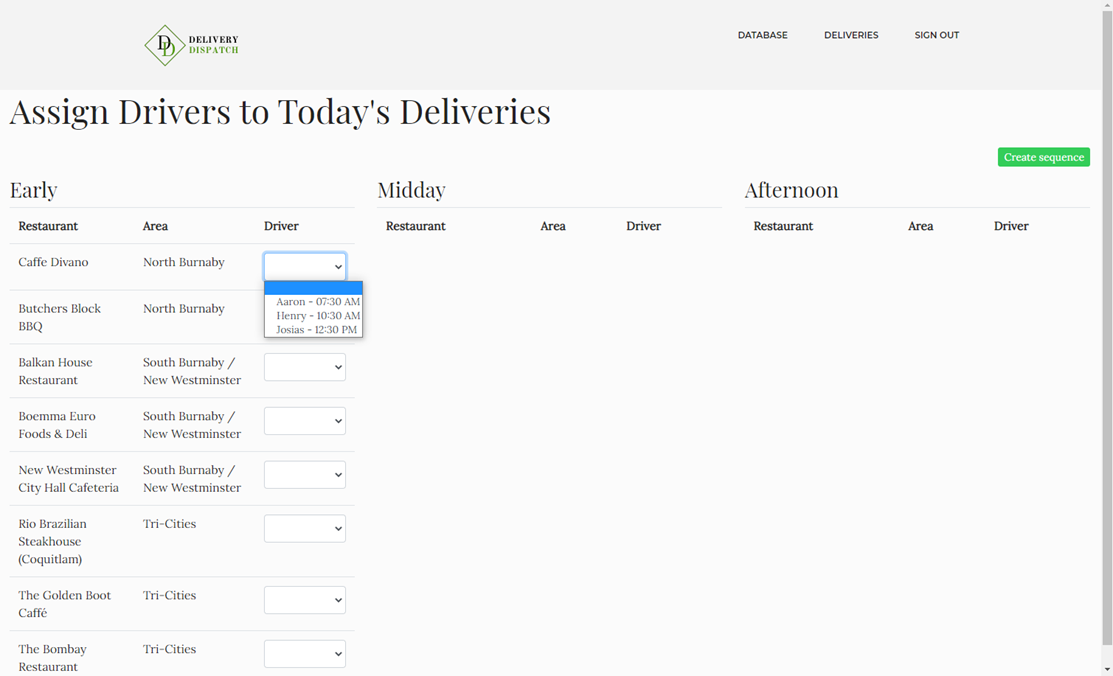 DELIVERY
DISPATCH
DATABASE
DELIVERIES
SIGN OUT
Assign Drivers to Today's Deliveries
Create sequence
Early
Restaurant Area Driver
Caffe Divano North Burnaby
Aaron - 07:30 AM
Henry - 10:30 AM
Josias - 12:30 PM
Butchers Block North Burnaby
BBQ
Balkan House South Burnaby /
Restaurant New Westminster
Boemma Euro South Burnaby /
Foods & Deli New Westminster
New Westminster South Burnaby /
City Hall Cafeteria New Westminster
Rio Brazilian Tri-Cities
Steakhouse
(Coquitlam)
The Golden Boot Tri-Cities
Caffé
The Bombay Tri-Cities
Restaurant
Midday
Restaurant Area Driver
Afternoon
Restaurant Area Driver